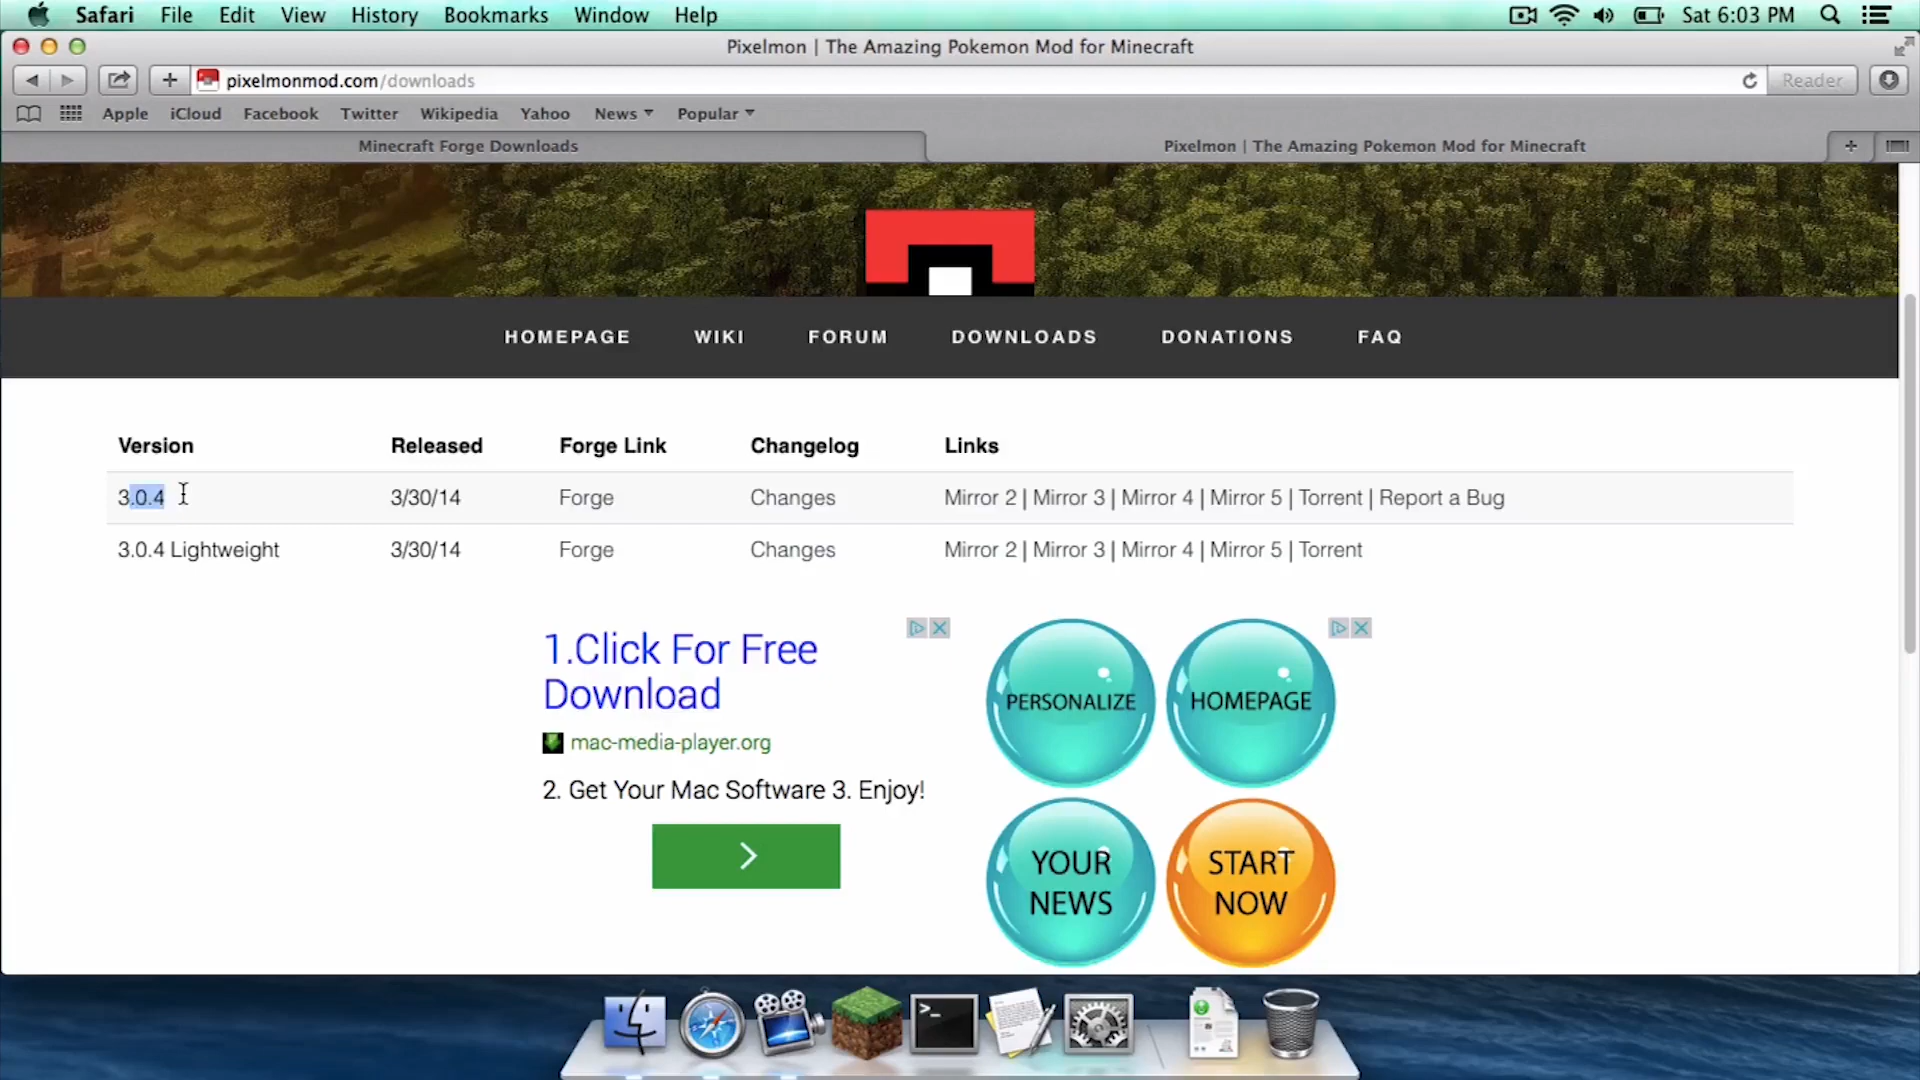 Safari File Edit View History Bookmarks Window Help Sat 6:03 PM
Pixelmon | The Amazing Pokemon Mod for Minecraft
pixelmonmod.com/downloads Reader
Apple iCloud Facebook Twitter Wikipedia Yahoo News Popular
Minecraft Forge Downloads Pixelmon | The Amazing Pokemon Mod for Minecraft
HOMEPAGE WIKI FORUM DOWNLOADS DONATIONS FAQ
Version Released Forge Link Changelog Links
3.0.4 3/30/14 Forge Changes Mirror 2 | Mirror 3 | Mirror 4 | Mirror 5 | Torrent | Report a Bug
3.0.4 Lightweight 3/30/14 Forge Changes Mirror 2 | Mirror 3 | Mirror 4 | Mirror 5 | Torrent
1.Click For Free
Download
mac-media-player.org
2. Get Your Mac Software 3. Enjoy!
PERSONALIZE HOMEPAGE
YOUR
NEWS
START
NOW